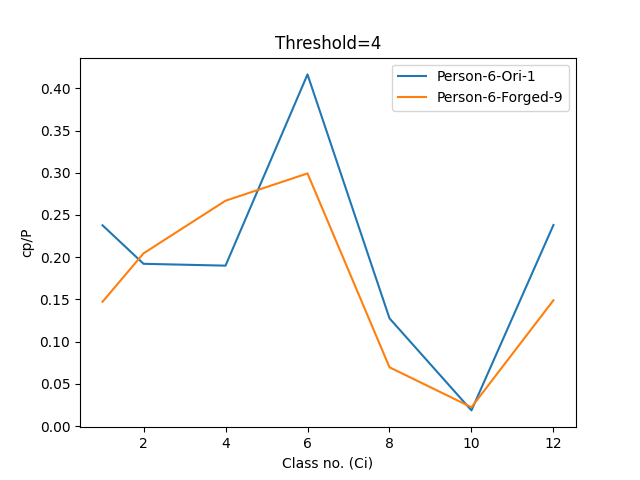 Threshold=4
Person-6-Ori-1
Person-6-Forged-9
cp/P
0.40
0.35
0.30
0.25
0.20
0.15
0.10
0.05
0.00
2 4 6 8 10 12
Class no. (Ci)